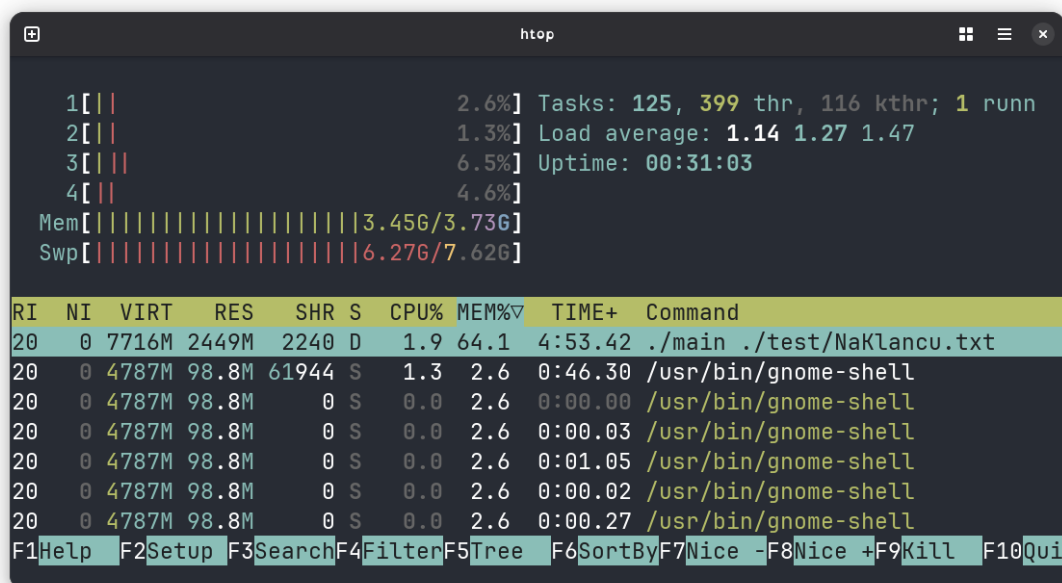 htop
1[|| 2.6%] Tasks: 125, 399 thr, 116 kthr; 1 runn
2[|| 1.3%] Load average: 1.14 1.27 1.47
3[||| 6.5%] Uptime: 00:31:03
4[|| 4.6%]
Mem[||||||||||||||||||||3.45G/3.73G]
Swp[||||||||||||||||||||6.27G/7.62G]
RI NI VIRT RES SHR S CPU% MEM%▽ TIME+ Command
20 0 7716M 2449M 2240 D 1.9 64.1 4:53.42 ./main ./test/NaKlancu.txt
20 0 4787M 98.8M 61944 S 1.3 2.6 0:46.30 /usr/bin/gnome-shell
20 0 4787M 98.8M 0 S 0.0 2.6 0:00.00 /usr/bin/gnome-shell
20 0 4787M 98.8M 0 S 0.0 2.6 0:00.03 /usr/bin/gnome-shell
20 0 4787M 98.8M 0 S 0.0 2.6 0:01.05 /usr/bin/gnome-shell
20 0 4787M 98.8M 0 S 0.0 2.6 0:00.02 /usr/bin/gnome-shell
20 0 4787M 98.8M 0 S 0.0 2.6 0:00.27 /usr/bin/gnome-shell
F1Help F2Setup F3SearchF4FilterF5Tree F6SortByF7Nice -F8Nice +F9Kill F10Qui